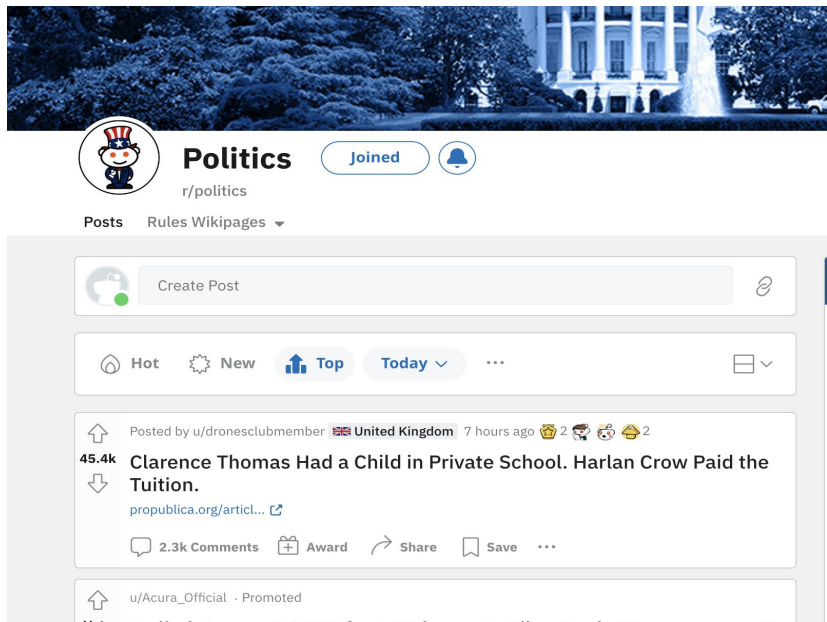 Politics
Joined
r/politics
Posts
Rules Wikipages
Create Post
Hot
New
Top
Today
Posted by u/dronesclubmember United Kingdom 7 hours ago 2 2
45.4k
Clarence Thomas Had a Child in Private School. Harlan Crow Paid the
Tuition.
propublica.org/articl...
2.3k Comments
Award
Share
Save
u/Acura_Official · Promoted